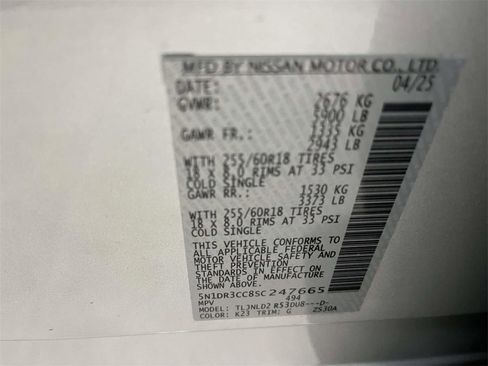 MFD BY NISSAN MOTOR CO., LTD.
DATE: 04/25
GVWR: 2676 KG
5900 LB
GAWR FR.: 1335 KG
2943 LB
WITH 255/60R18 TIRES
18 x 8.0 RIMS AT 33 PSI
COLD SINGLE
GAWR RR.: 1530 KG
3373 LB
WITH 255/60R18 TIRES
18 x 8.0 RIMS AT 33 PSI
COLD SINGLE
THIS VEHICLE CONFORMS TO
ALL APPLICABLE FEDERAL
MOTOR VEHICLE SAFETY AND
THEFT PREVENTION
STANDARDS IN EFFECT ON
THE DATE OF MANUFACTURE
5N1DR3CC8SC247665
MPV 494
MODEL: TLJNLD2 R53DU8---D-
COLOR: K23 TRIM: G ZS30A